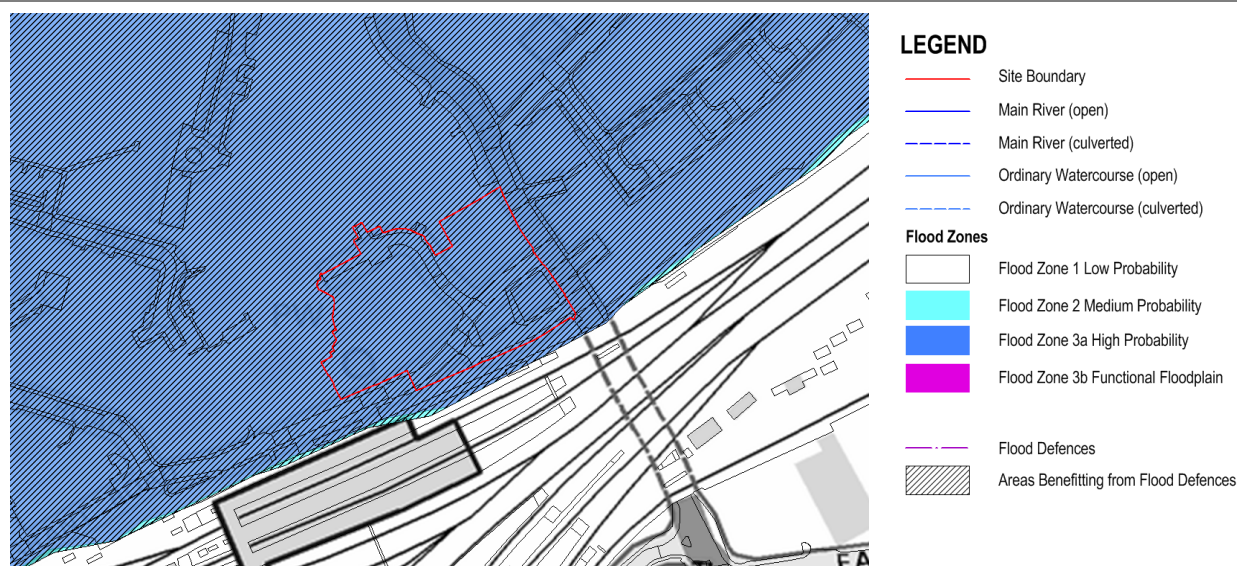 LEGEND
Site Boundary
Main River (open)
Main River (culverted)
Ordinary Watercourse (open)
Ordinary Watercourse (culverted)
Flood Zones
Flood Zone 1 Low Probability
Flood Zone 2 Medium Probability
Flood Zone 3a High Probability
Flood Zone 3b Functional Floodplain
Flood Defences
Areas Benefitting from Flood Defences